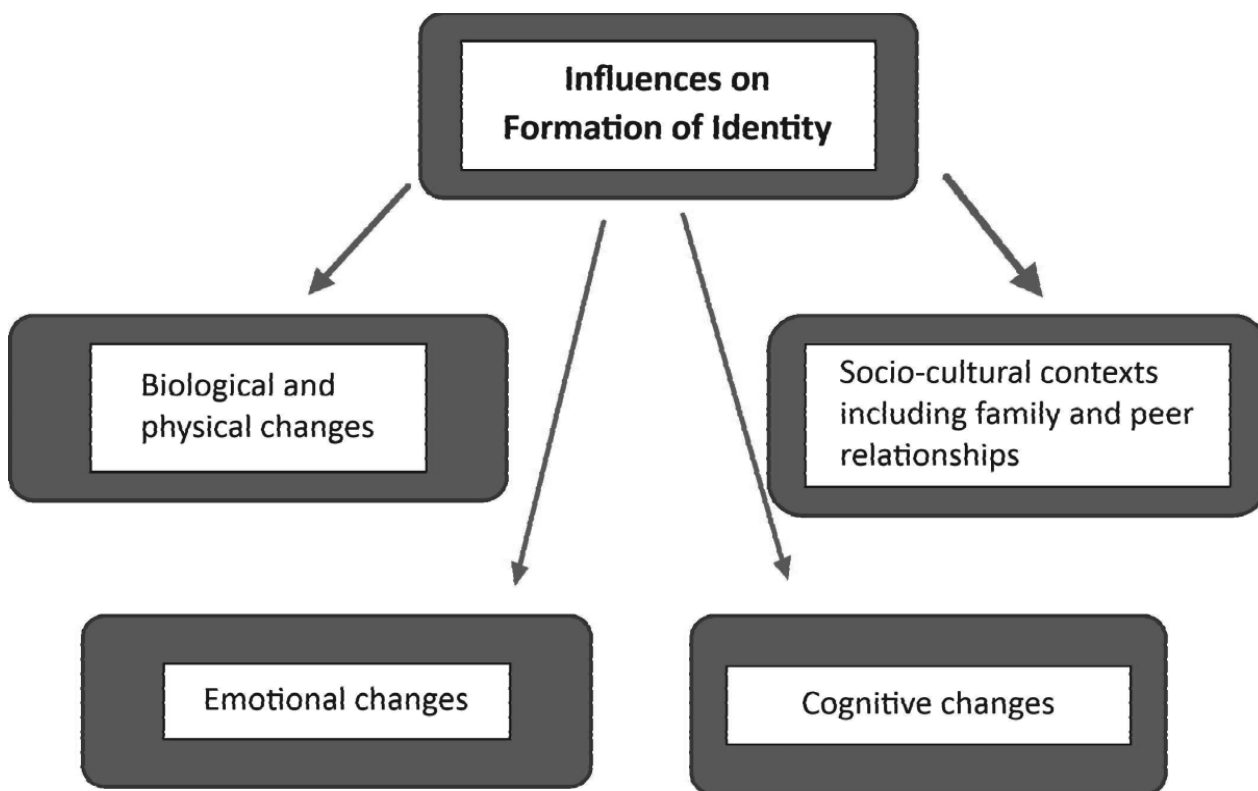 Influences on
Formation of Identity
Biological and
physical changes
Socio-cultural contexts
including family and peer
relationships
Emotional changes
Cognitive changes